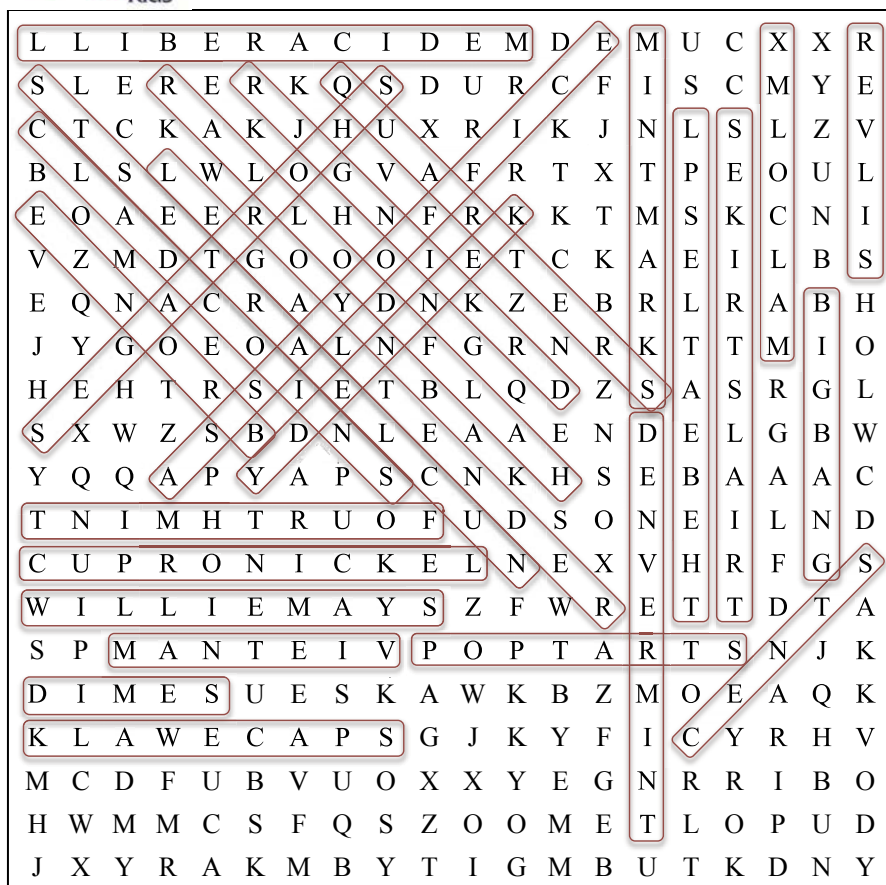 L L I B E R A C I D E M D E M U C X X R
S L E R E R K Q S D U R C F I S C M Y E
C T C K A K J H U X R I K J N L S L Z V
B L S L W L O G V A F R T X T P E O U L
E O A E E R L H N F R K K T M S K C N I
V Z M D T G O O O I E T C K A E I L B S
E Q N A C R A Y D N K Z E B R L R A B H
J Y G O E O A L N F G R N R K T T M I O
H E H T R S I E T B L Q D Z S A S R G L
S X W Z S B D N L E A A E N D E L G B W
Y Q Q A P Y A P S C N K H S E B A A A C
T N I M H T R U O F U D S O N E I L N D
C U P R O N I C K E L N E X V H R F G S
W I L L I E M A Y S Z F W R E T T D T A
S P M A N T E I V P O P T A R T S N J K
D I M E S U E S K A W K B Z M O E A Q K
K L A W E C A P S G J K Y F I C Y R H V
M C D F U B V U O X X Y E G N R R I B O
H W M M C S F Q S Z O O M E T L O P U D
J X Y R A K M B Y T I G M B U T K D N Y